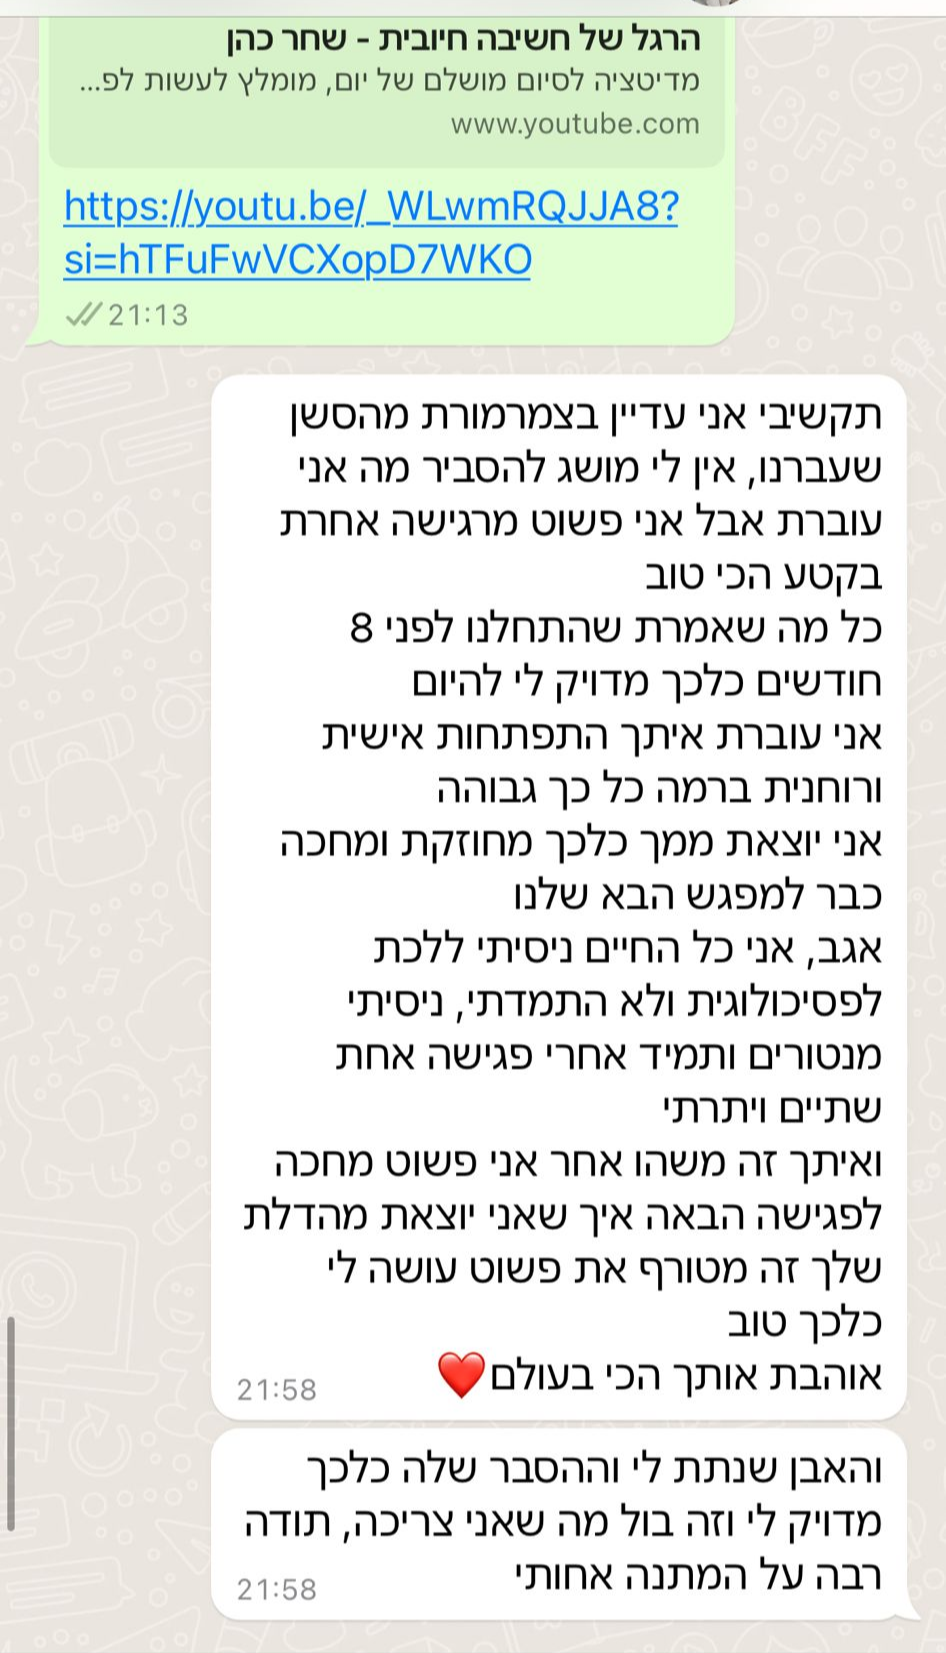 הרגל של חשיבה חיובית - שחר כהן
מדיטציה לסיום מושלם של יום, מומלץ לעשות לפ...
www.youtube.com
https://youtu.be/_WLwmRQJJA8?
si=hTFuFwVCXopD7WKO
21:13
תקשיבי אני עדיין בצמרמורת מהסשן
שעברנו, אין לי מושג להסביר מה אני
עוברת אבל אני פשוט מרגישה אחרת
בקטע הכי טוב
כל מה שאמרת שהתחלנו לפני 8
חודשים כלכך מדויק לי להיום
אני עוברת איתך התפתחות אישית
ורוחנית ברמה כל כך גבוהה
אני יוצאת ממך כלכך מחוזקת ומחכה
כבר למפגש הבא שלנו
אגב, אני כל החיים ניסיתי ללכת
לפסיכולוגית ולא התמדתי, ניסיתי
מנטורים ותמיד אחרי פגישה אחת
שתיים ויתרתי
ואיתך זה משהו אחר אני פשוט מחכה
לפגישה הבאה איך שאני יוצאת מהדלת
שלך זה מטורף את פשוט עושה לי
כלכך טוב
אוהבת אותך הכי בעולם❤️
21:58
והאבן שנתת לי וההסבר שלה כלכך
מדויק לי וזה בול מה שאני צריכה, תודה
רבה על המתנה אחותי
21:58